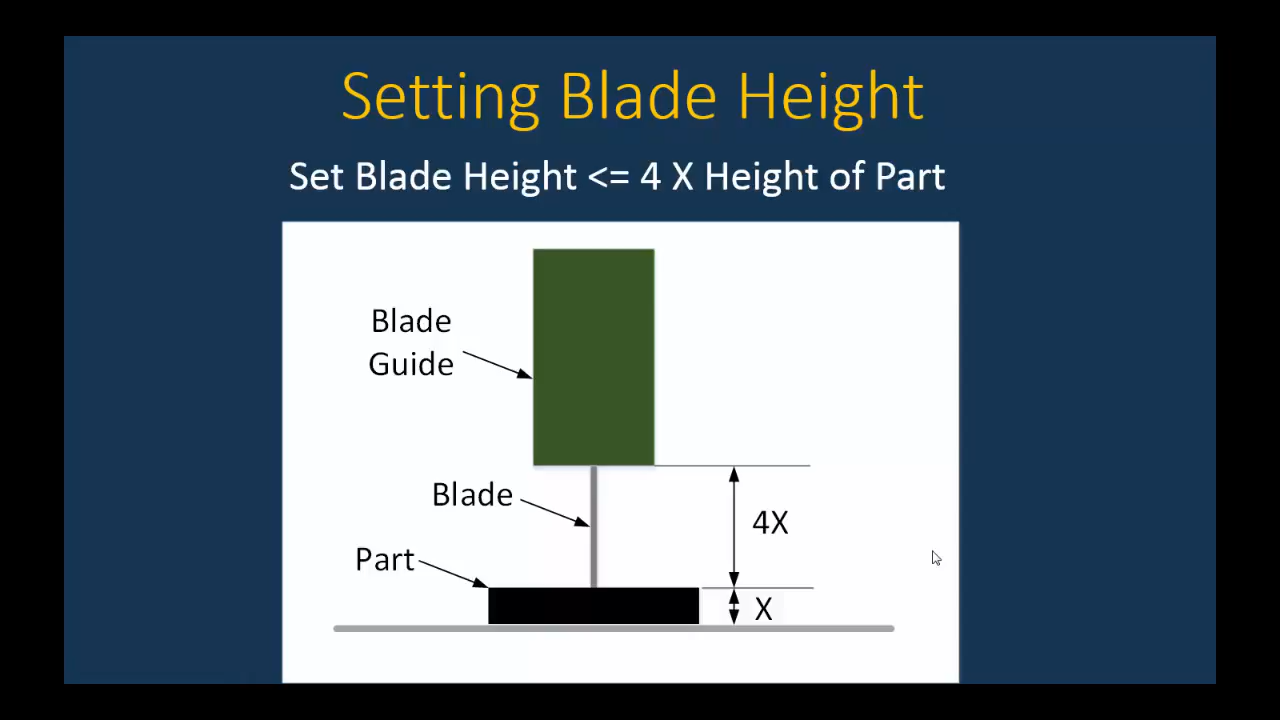 Setting Blade Height
Set Blade Height <= 4 X Height of Part
Blade
Guide
Blade
4X
Part
X